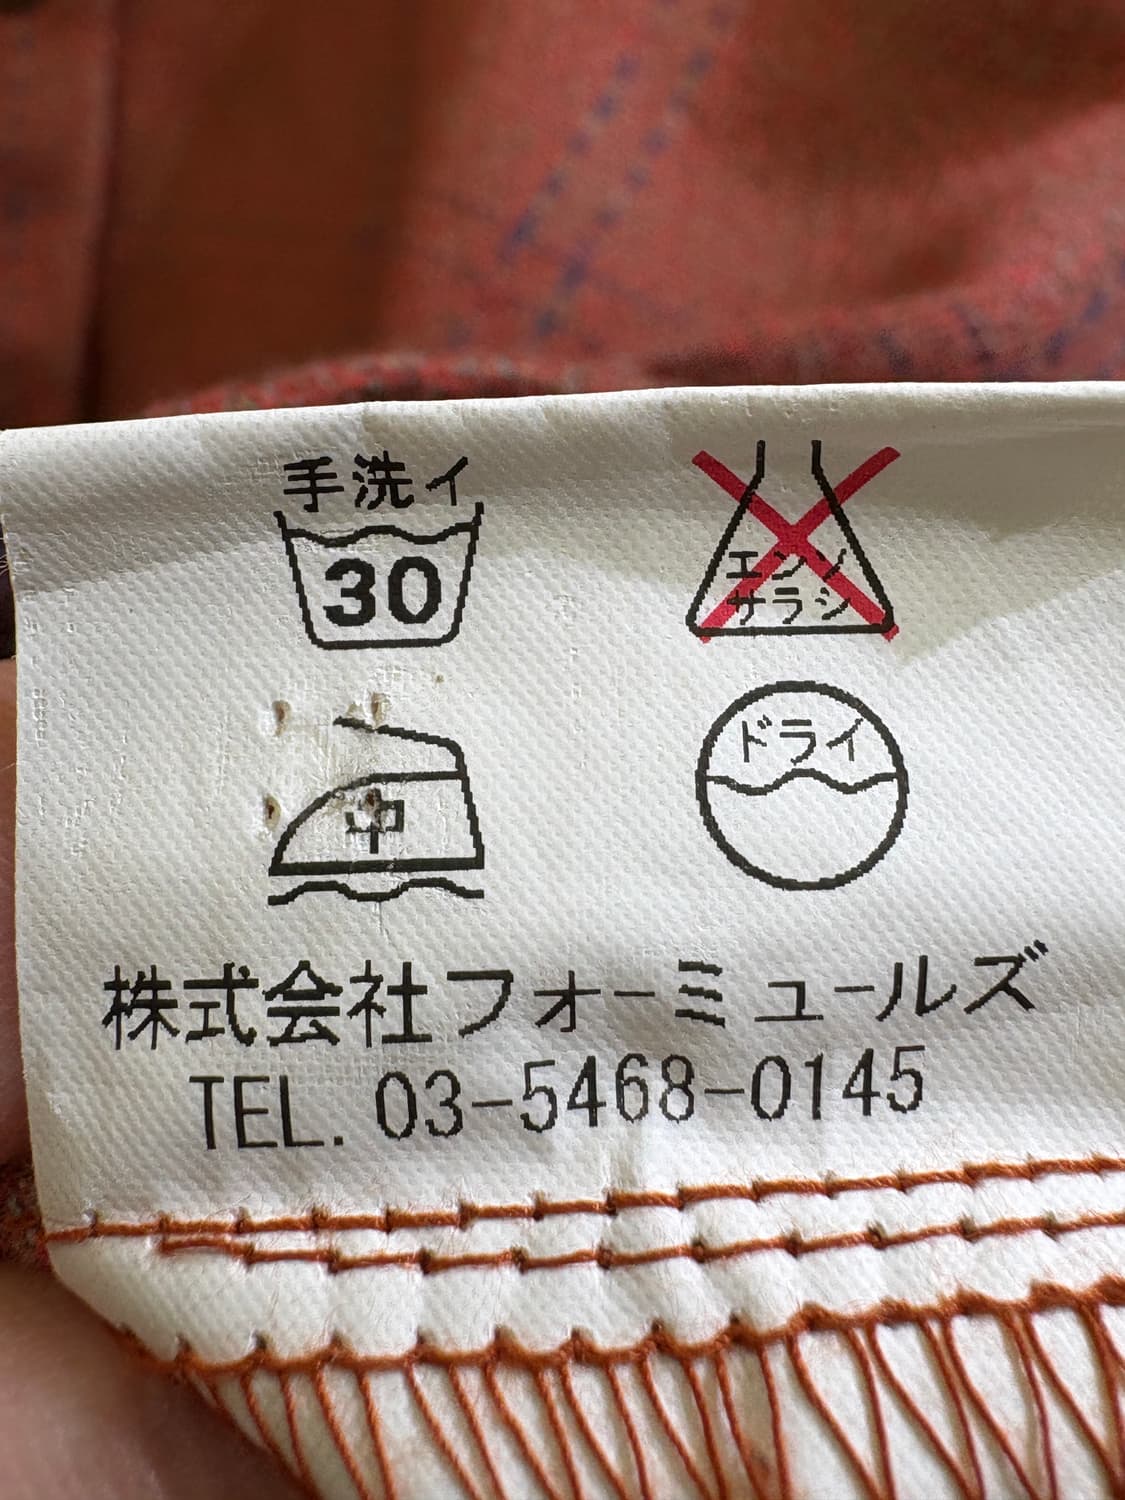 手洗イ
30
エンソ
サラシ
中
ドライ
株式会社フォーミュールズ
TEL. 03-5468-0145